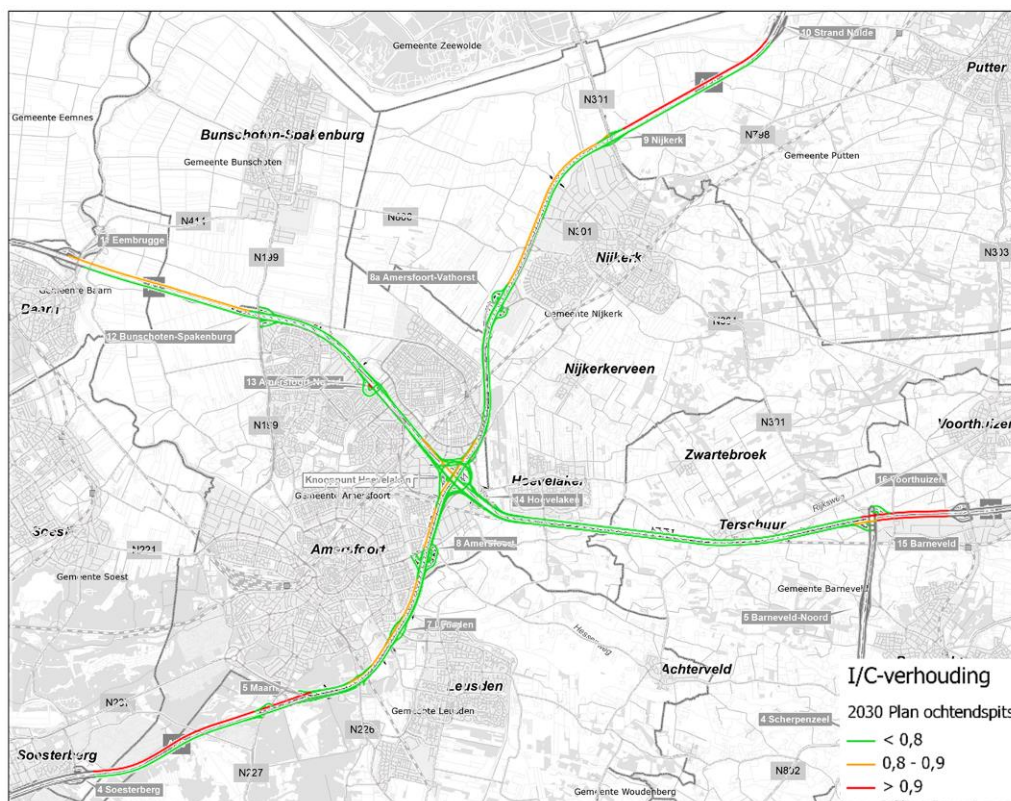 Gemeente Zeewolde
10 Strand Nulde
Putten
N301
Gemeente Eemnes
Bunschoten-Spakenburg
N798
9 Nijkerk
Gemeente Putten
Gemeente Bunschoten
N301
N303
11 Eembrugge
N199
Nijkerk
8a Amersfoort-Vathorst
Gemeente Baarn
Baarn
Gemeente Nijkerk
12 Bunschoten-Spakenburg
Nijkerkerveen
13 Amersfoort-Noord
N301
Voorthuizen
N199
Zwartebroek
Knooppunt Hoevelaken
Hoevelaken
16 Voorthuizen
Gemeente Amersfoort
14 Hoevelaken
Rijksweg
Terschuur
Soest
N221
Amersfoort
8 Amersfoort
15 Barneveld
Gemeente Soest
Gemeente Barneveld
5 Barneveld-Noord
Hessenweg
Achterveld
5 Maarn
Leusden
I/C-verhouding
Gemeente Leusden
2030 Plan ochtendspits
4 Scherpenzeel
N226
< 0,8
Soesterberg
0,8 - 0,9
N227
4 Soesterberg
Gemeente Woudenberg
N802
> 0,9